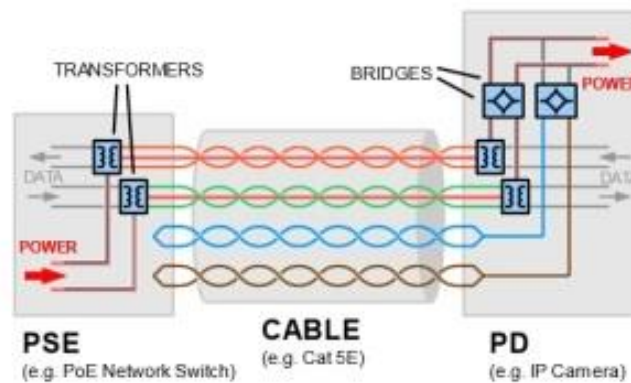 TRANSFORMERS
BRIDGES
POWER
DATA
DATA
POWER
PSE
(e.g. PoE Network Switch)
CABLE
(e.g. Cat 5E)
PD
(e.g. IP Camera)